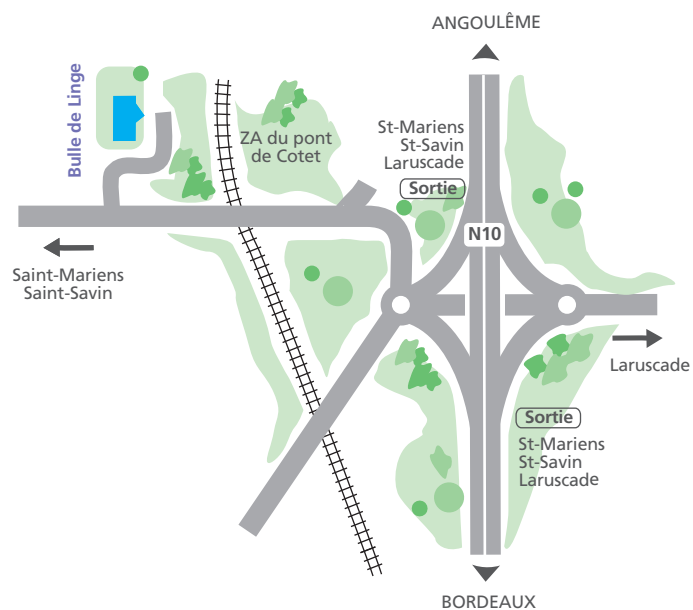 ANGOULÊME
Bulle de Linge
ZA du pont
de Cotet
St-Mariens
St-Savin
Laruscade
Sortie
N10
Saint-Mariens
Saint-Savin
Laruscade
Sortie
St-Mariens
St-Savin
Laruscade
BORDEAUX